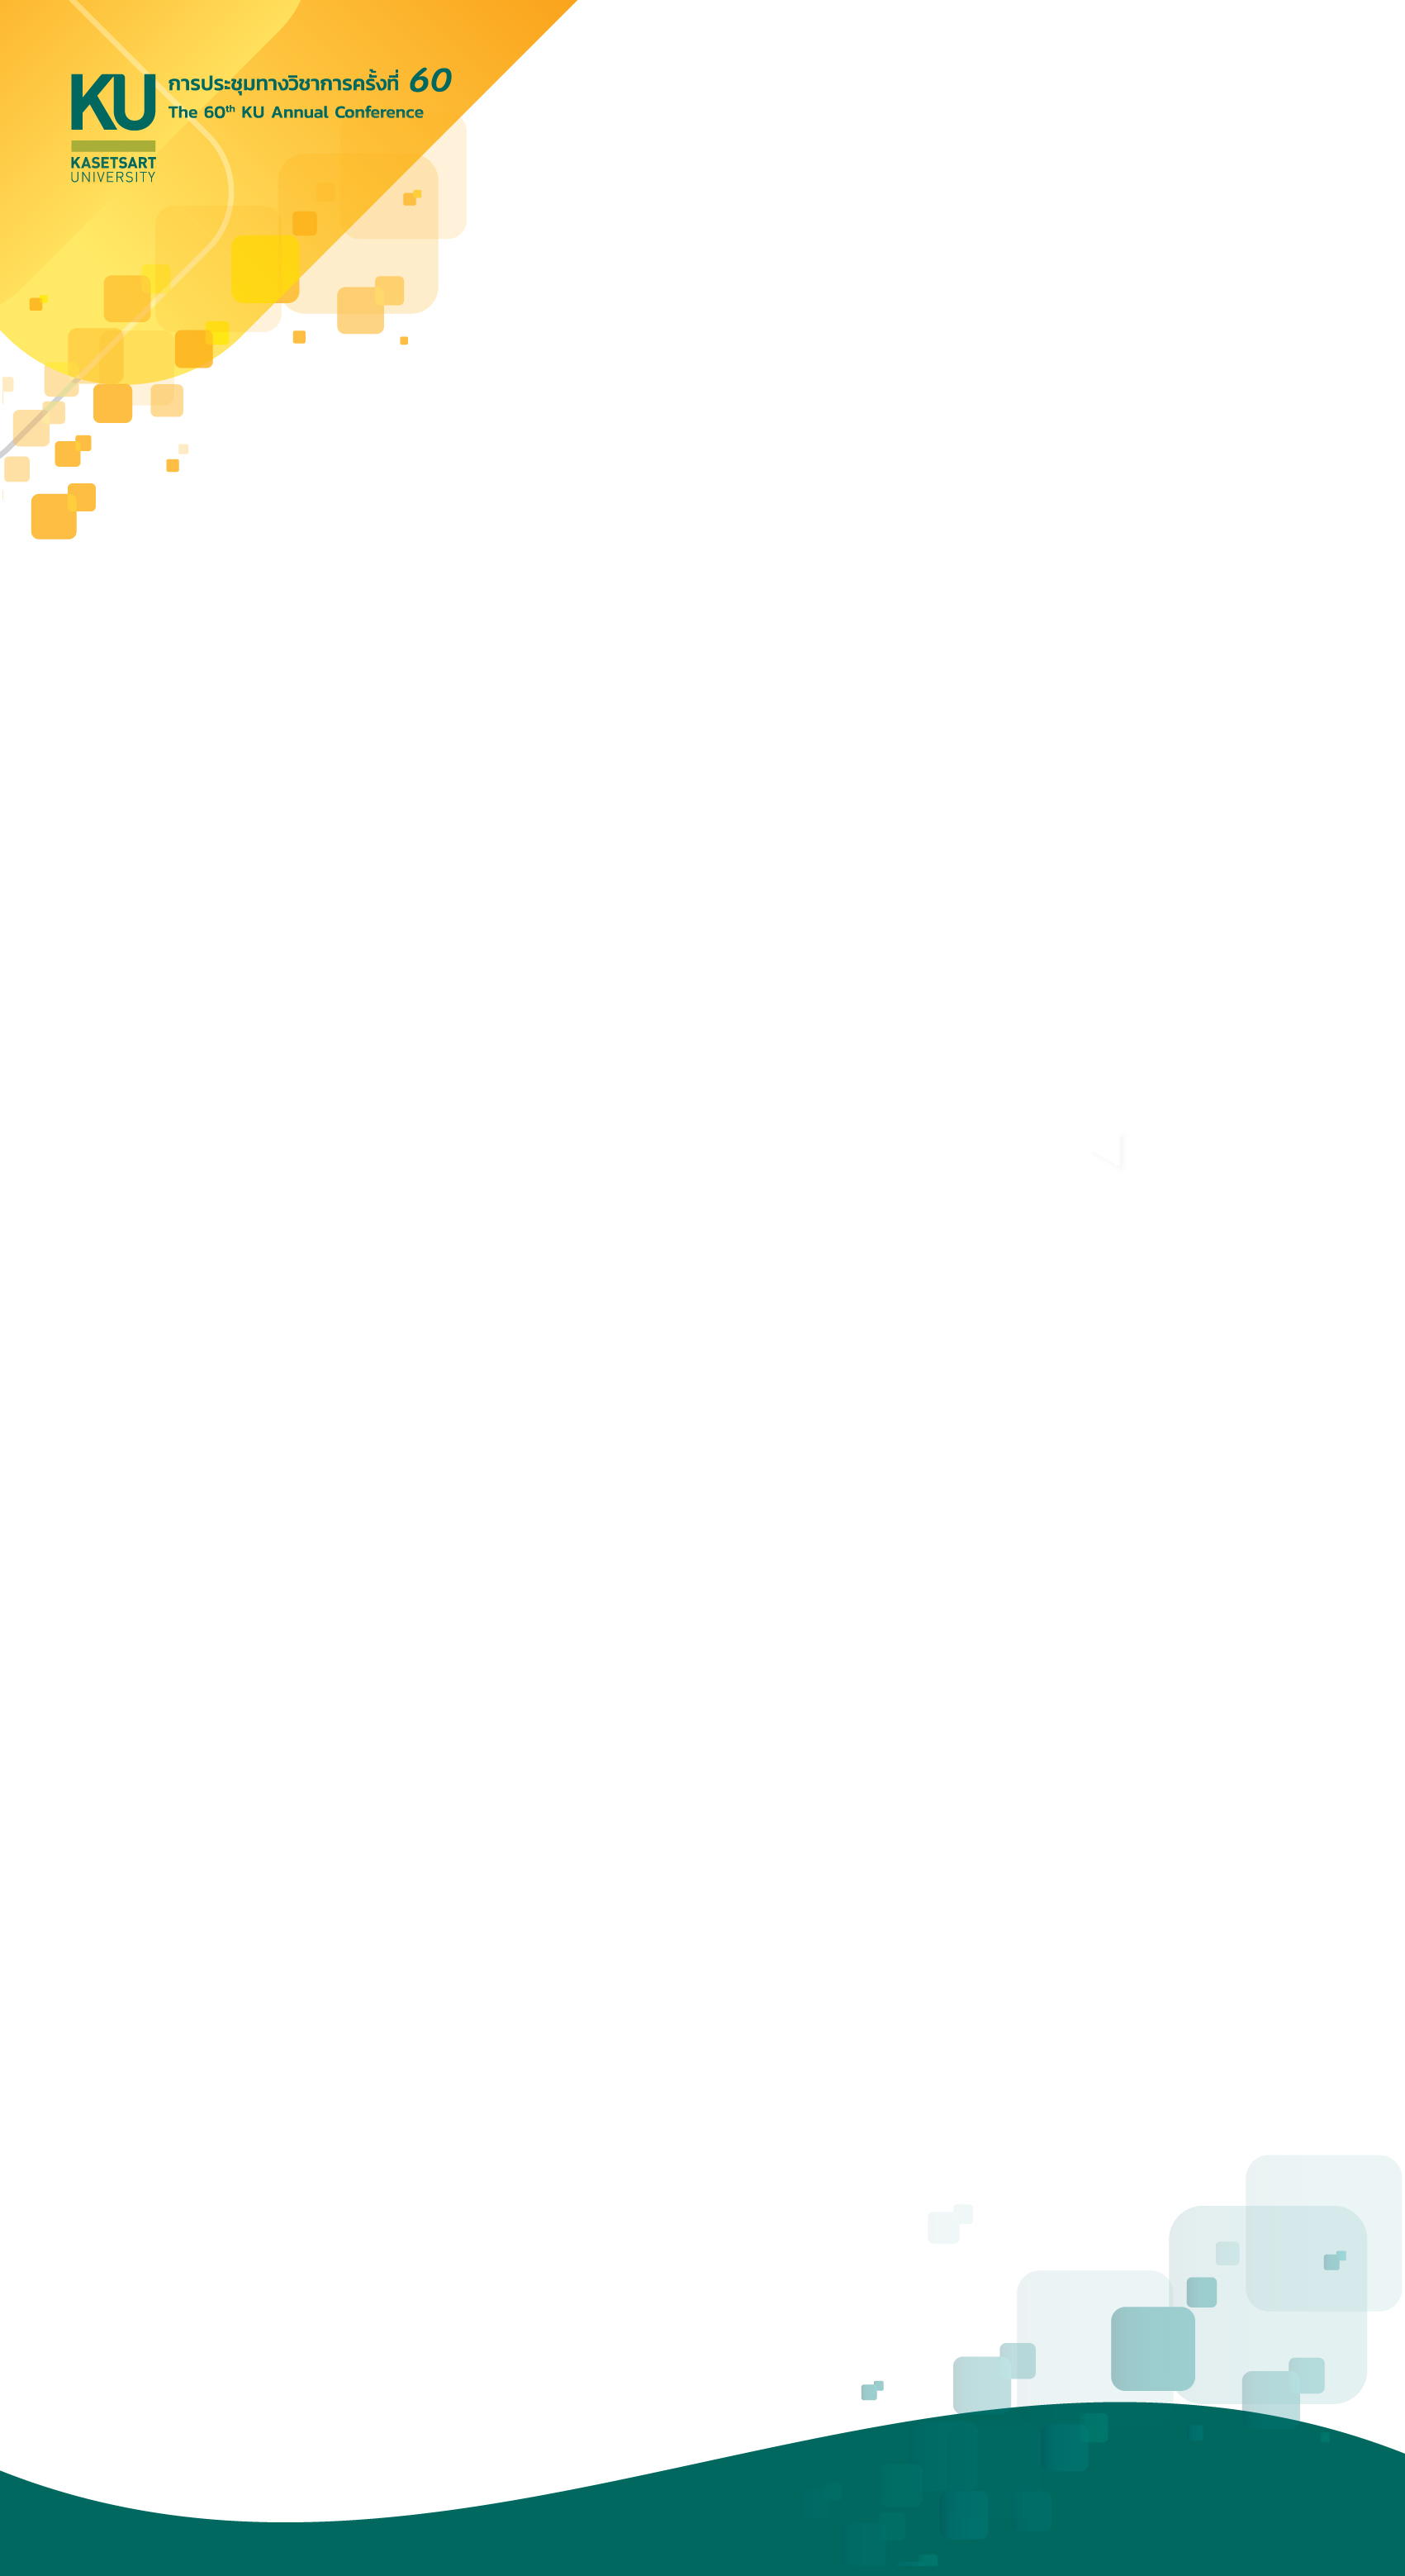 KU
การประชุมทางวิชาการครั้งที่ 60
The 60th KU Annual Conference
KASETSART
UNIVERSITY